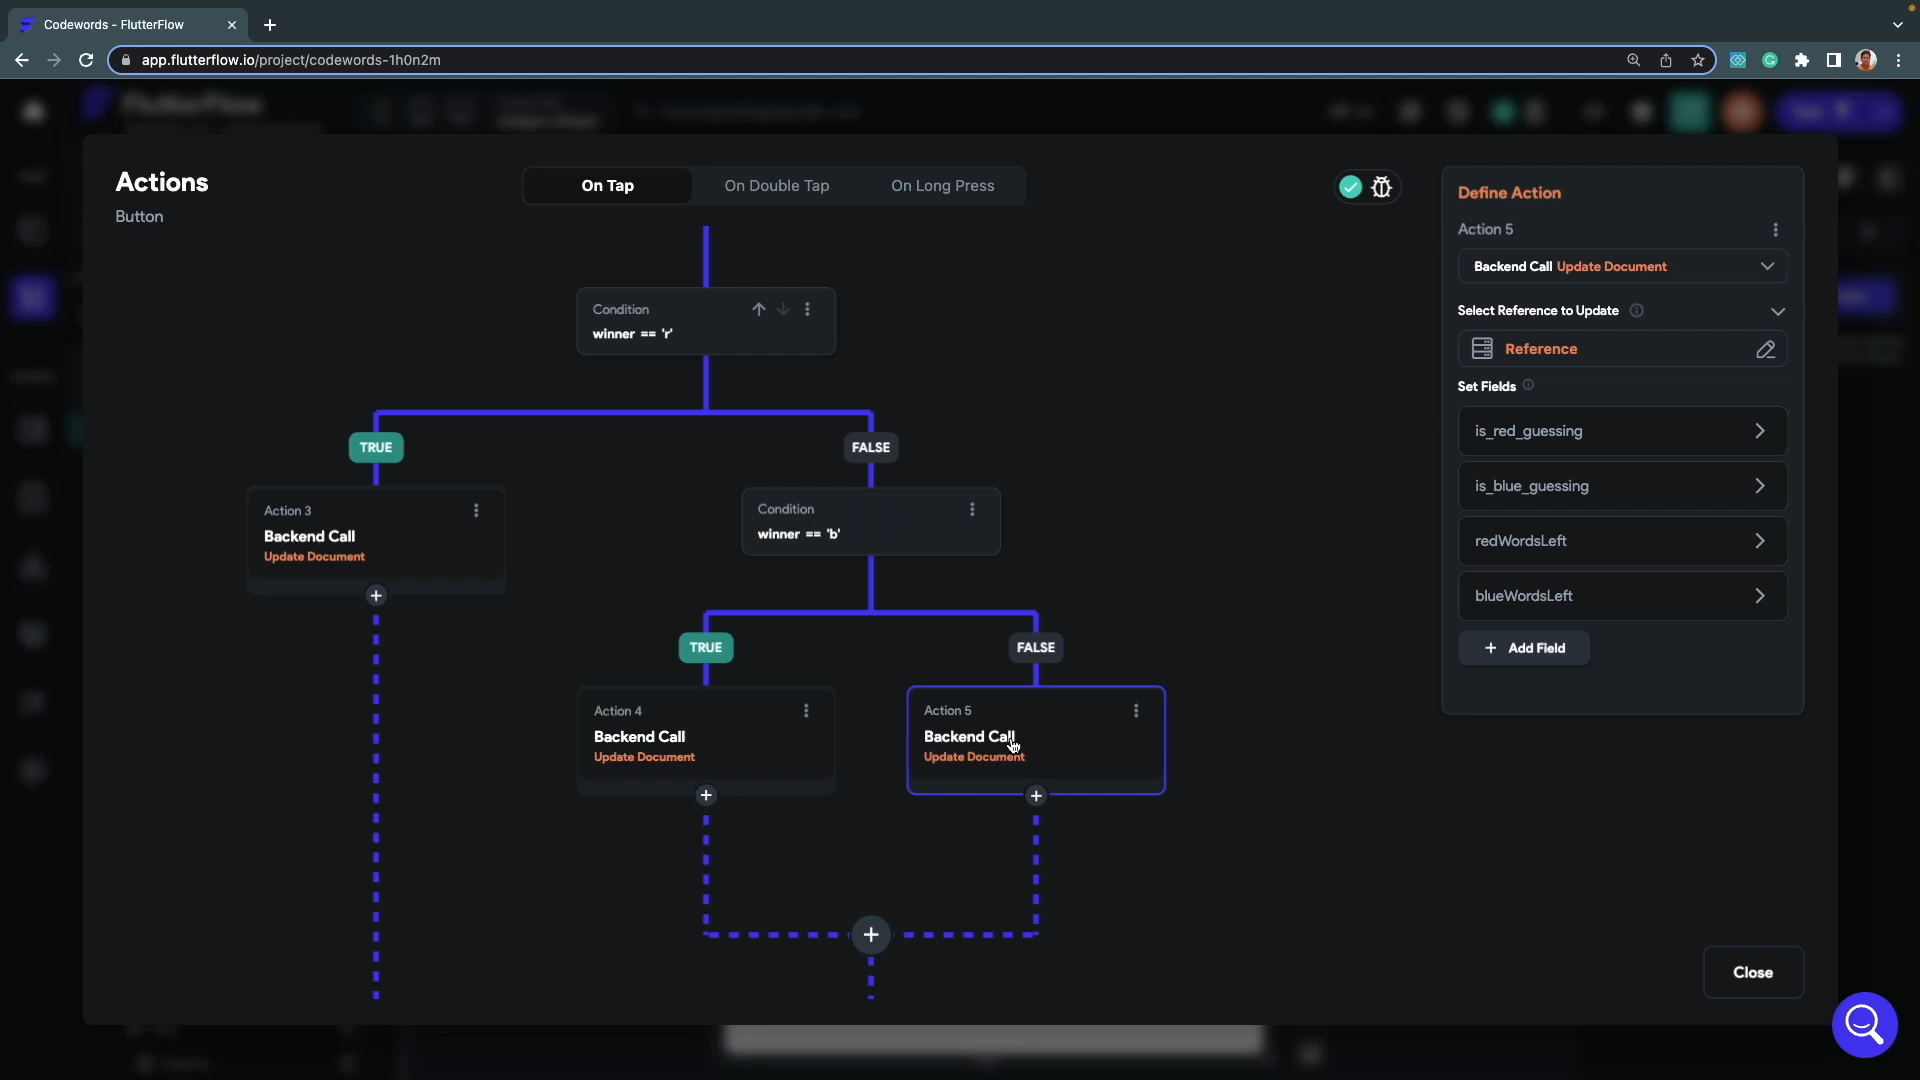 Codewords - FlutterFlow
app.flutterflow.io/project/codewords-1h0n2m
FlutterFlow
Actions
Button
On Tap
On Double Tap
On Long Press
Condition
winner == 'r'
TRUE
FALSE
Action 3
Backend Call
Update Document
Condition
winner == 'b'
TRUE
FALSE
Action 4
Backend Call
Update Document
Action 5
Backend Call
Update Document
Define Action
Action 5
Backend Call Update Document
Select Reference to Update
Reference
Set Fields
is_red_guessing
is_blue_guessing
redWordsLeft
blueWordsLeft
+ Add Field
Close